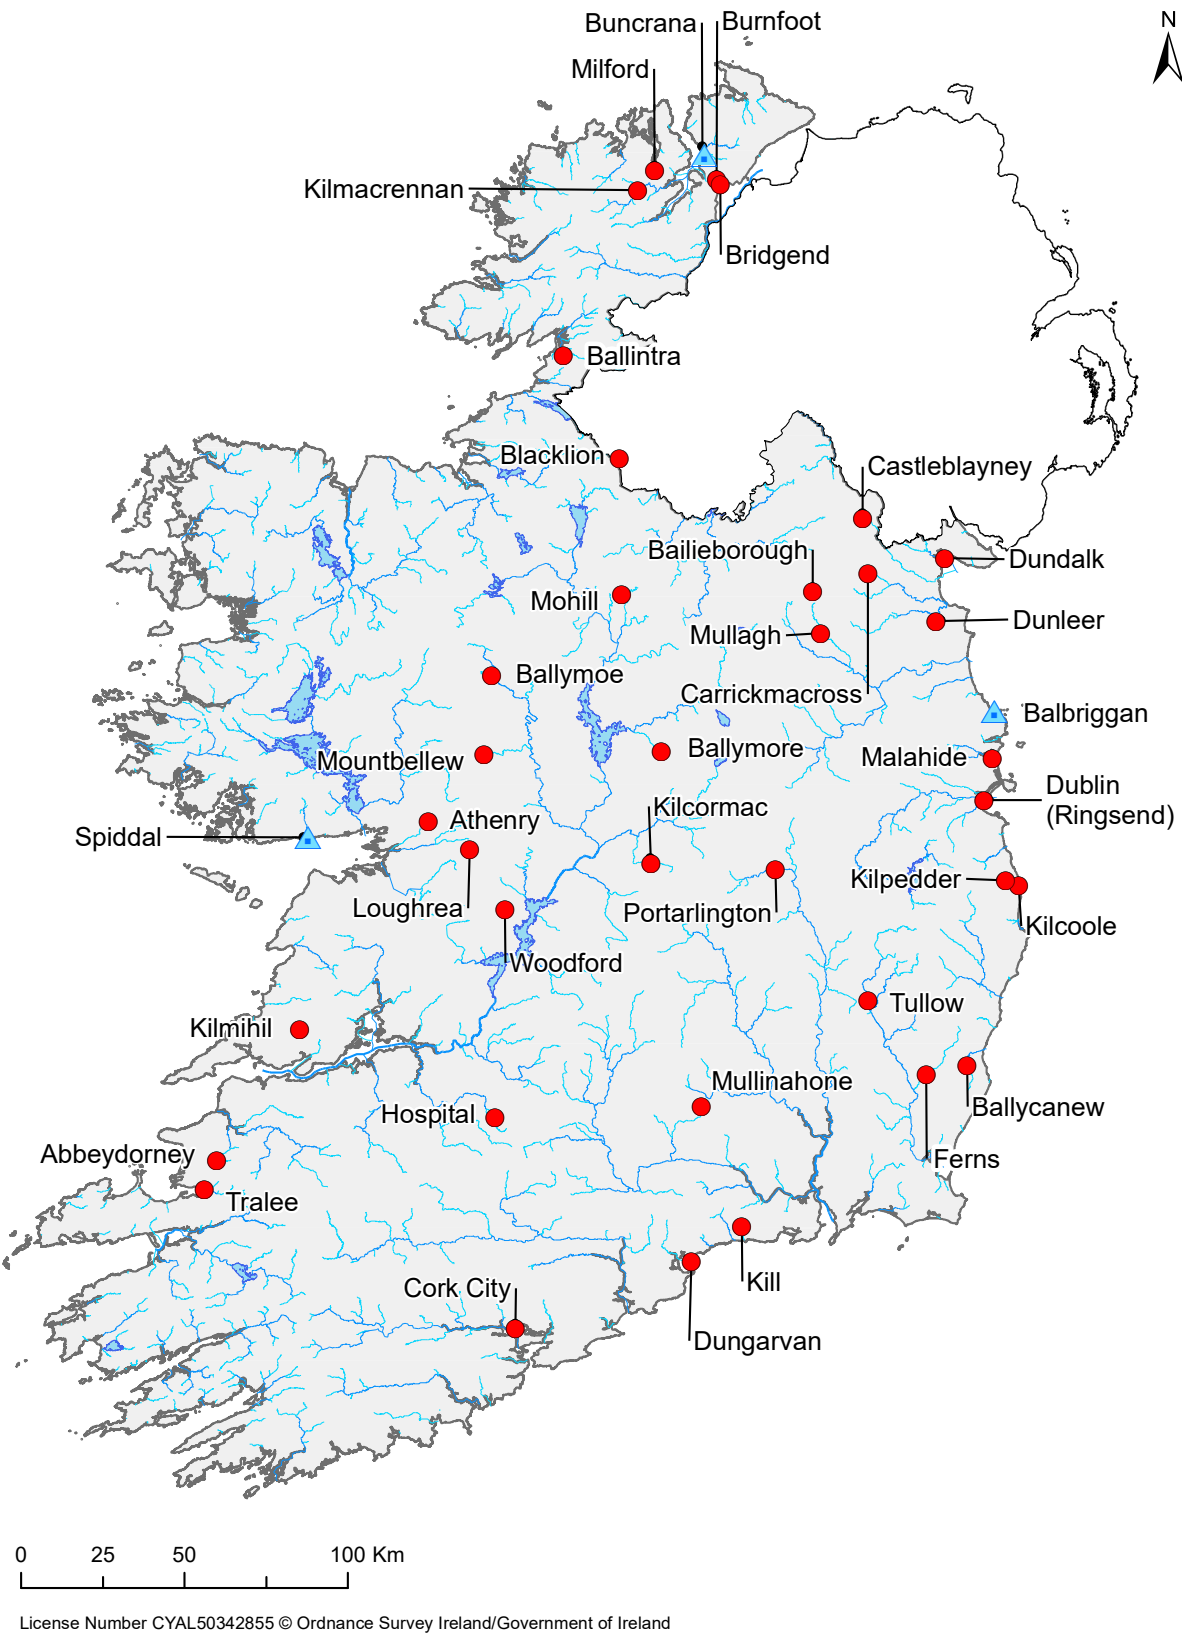 Buncrana
Burnfoot
N
Milford
Kilmacrennan
Bridgend
Ballintra
Blacklion
Castleblayney
Bailieborough
Dundalk
Mohill
Dunleer
Mullagh
Ballymoe
Carrickmacross
Balbriggan
Ballymore
Malahide
Mountbellew
Dublin
(Ringsend)
Kilcormac
Athenry
Spiddal
Kilpedder
Loughrea
Portarlington
Kilcoole
Woodford
Tullow
Kilmihil
Mullinahone
Ballycanew
Hospital
Abbeydorney
Ferns
Tralee
Kill
Cork City
Dungarvan
0 25 50 100 Km
License Number CYAL50342855 © Ordnance Survey Ireland/Government of Ireland